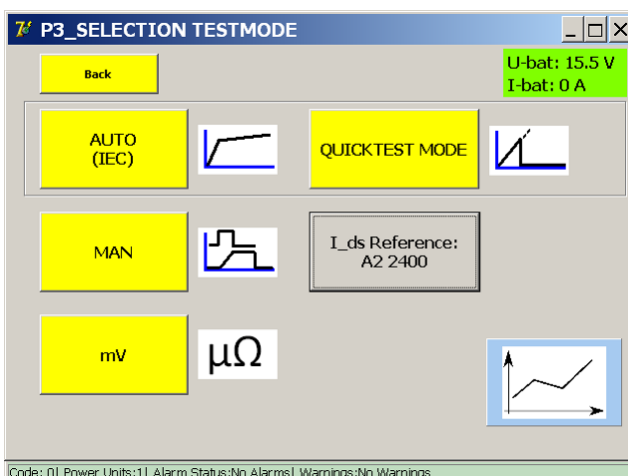 P3_SELECTION TESTMODE
Back
U-bat: 15.5 V
I-bat: 0 A
AUTO
(IEC)
QUICKTEST MODE
MAN
I_ds Reference:
A2 2400
mV
μΩ
Code: 0| Power Units:1| Alarm Status:No Alarms| Warnings:No Warnings